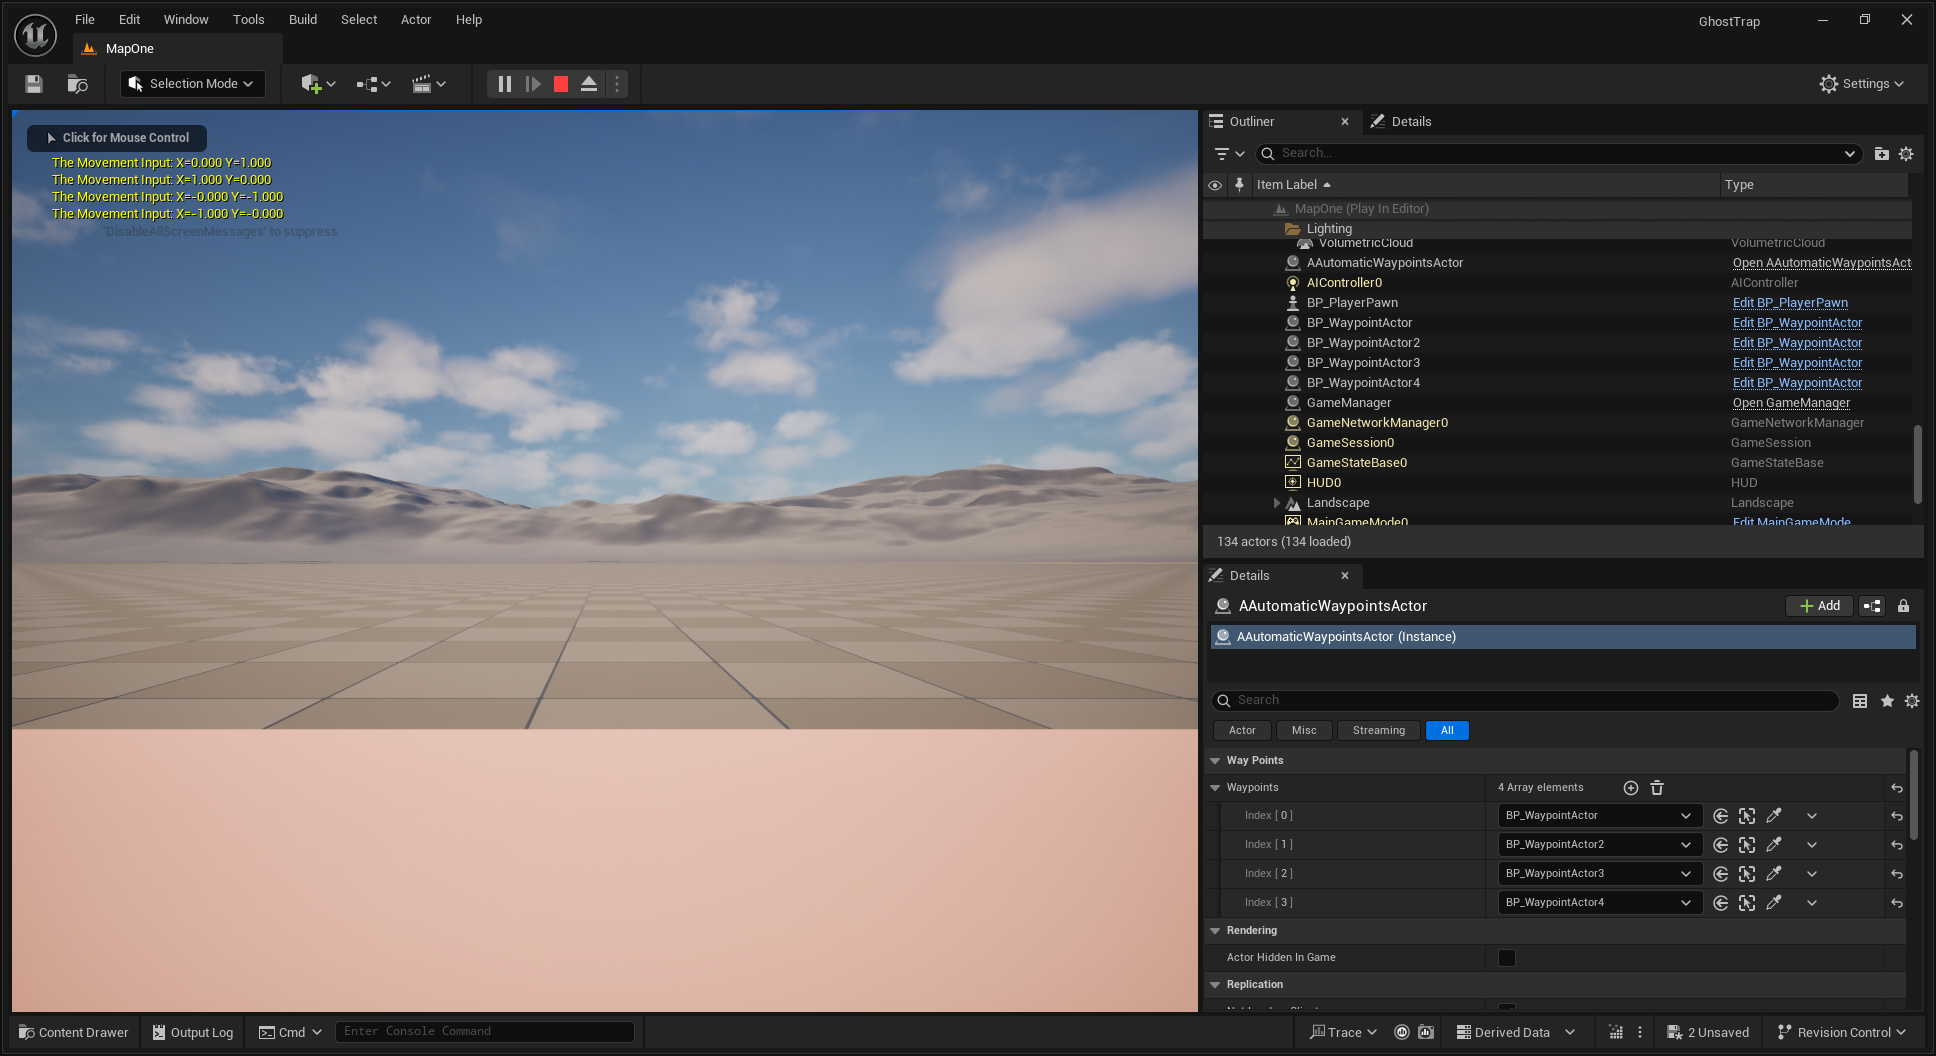 File Edit Window Tools Build Select Actor Help
GhostTrap
MapOne
Selection Mode
Settings
Click for Mouse Control
The Movement Input: X=0.000 Y=1.000
The Movement Input: X=1.000 Y=0.000
The Movement Input: X=-0.000 Y=-1.000
The Movement Input: X=-1.000 Y=-0.000
'DisableAllScreenMessages' to suppress
Outliner Details
Search...
Item Label Type
MapOne (Play In Editor)
Lighting
VolumetricCloud VolumetricCloud
AAutomaticWaypointsActor Open AAutomaticWaypointsAct
AIController0 AIController
BP_PlayerPawn Edit BP_PlayerPawn
BP_WaypointActor Edit BP_WaypointActor
BP_WaypointActor2 Edit BP_WaypointActor
BP_WaypointActor3 Edit BP_WaypointActor
BP_WaypointActor4 Edit BP_WaypointActor
GameManager Open GameManager
GameNetworkManager0 GameNetworkManager
GameSession0 GameSession
GameStateBase0 GameStateBase
HUD0 HUD
Landscape Landscape
MainGameMode0 Edit MainGameMode
134 actors (134 loaded)
Details
AAutomaticWaypointsActor Add
AAutomaticWaypointsActor (Instance)
Search
Actor Misc Streaming All
Way Points
Waypoints 4 Array elements
Index [ 0 ] BP_WaypointActor
Index [ 1 ] BP_WaypointActor2
Index [ 2 ] BP_WaypointActor3
Index [ 3 ] BP_WaypointActor4
Rendering
Actor Hidden In Game
Replication
Content Drawer Output Log Cmd Enter Console Command Trace Derived Data 2 Unsaved Revision Control